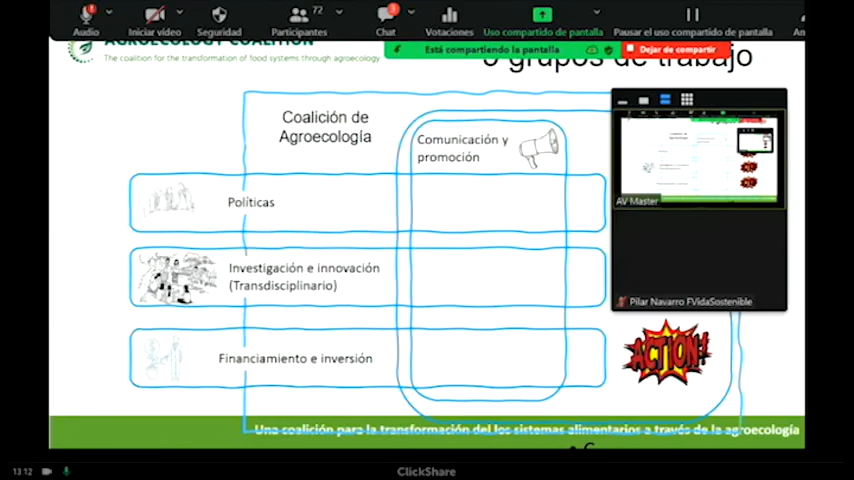 72
3
Audio
Iniciar vídeo
Seguridad
Participantes
Chat
Votaciones
Uso compartido de pantalla
Pausar el uso compartido de pantalla
AGROECOLOGY COALITION
The coalition for the transformation of food systems through agroecology
Está compartiendo la pantalla
Dejar de compartir
grupos de trabajo
Coalición de
Agroecología
Comunicación y
promoción
AV Master
Políticas
Investigación e innovación
(Transdisciplinario)
Pilar Navarro FVidaSostenible
Financiamiento e inversión
ACTION!
Una coalición para la transformación del los sistemas alimentarios a través de la agroecología
13:12
ClickShare